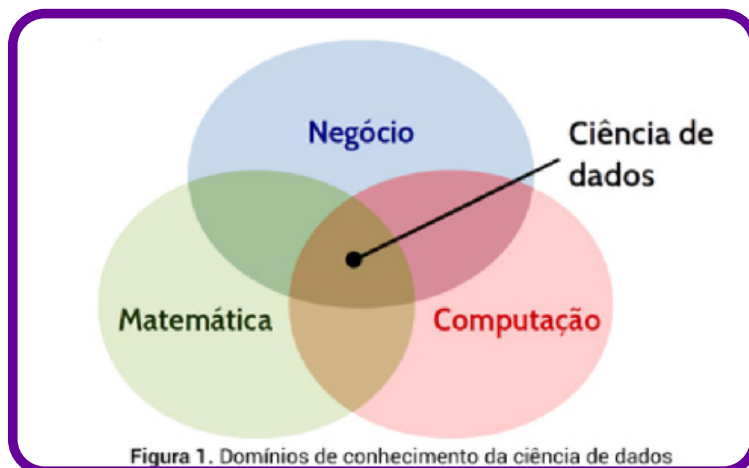 Negócio
Ciência de
dados
Matemática
Computação
Figura 1. Domínios de conhecimento da ciência de dados